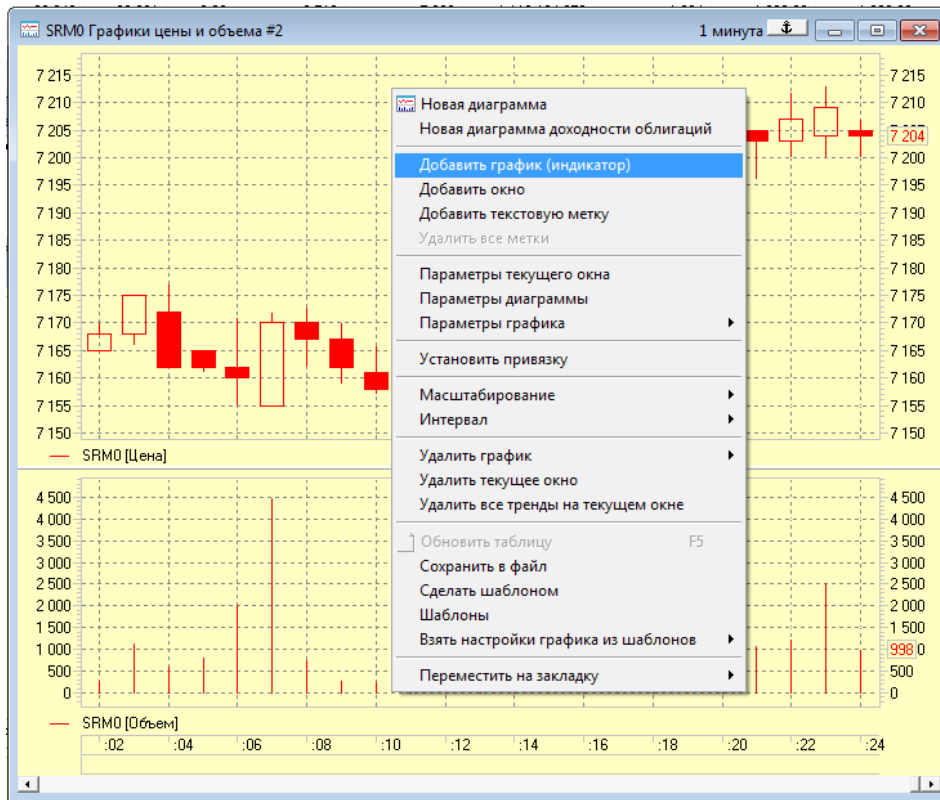 SRM0 Графики цены и объема #2
1 минута
7 215
7 210
7 205
7 200
7 195
7 190
7 185
7 180
7 175
7 170
7 165
7 160
7 155
7 150
7 215
7 210
7 204
7 200
7 195
7 190
7 185
7 180
7 175
7 170
7 165
7 160
7 155
7 150
Новая диаграмма
Новая диаграмма доходности облигаций
Добавить график (индикатор)
Добавить окно
Добавить текстовую метку
Удалить все метки
Параметры текущего окна
Параметры диаграммы
Параметры графика
Установить привязку
Масштабирование
Интервал
Удалить график
Удалить текущее окно
Удалить все тренды на текущем окне
Обновить таблицу F5
Сохранить в файл
Сделать шаблоном
Шаблоны
Взять настройки графика из шаблонов
Переместить на закладку
SRM0 [Цена]
4 500
4 000
3 500
3 000
2 500
2 000
1 500
1 000
500
0
4 500
4 000
3 500
3 000
2 500
2 000
1 500
998
500
0
SRM0 [Объем]
:02 :04 :06 :08 :10 :12 :14 :16 :18 :20 :22 :24